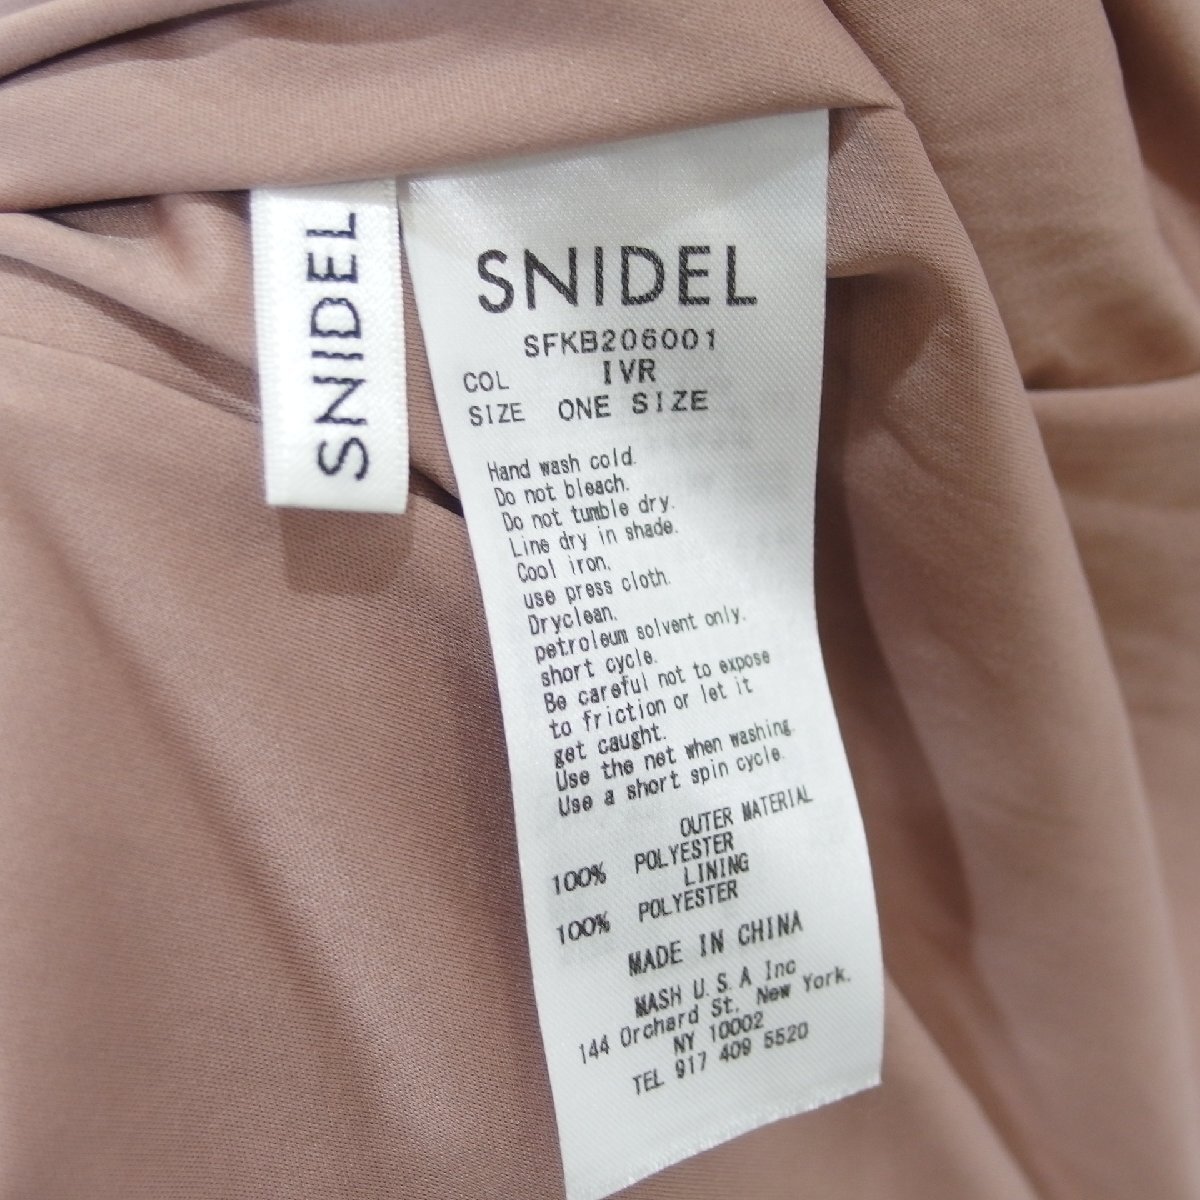 SNIDEL
SNIDEL
SFKB206001
COL IVR
SIZE ONE SIZE
Hand wash cold.
Do not bleach.
Do not tumble dry.
Line dry in shade.
Cool iron.
use press cloth.
Dryclean.
petroleum solvent only.
short cycle.
Be careful not to expose
to friction or let it
get caught.
Use the net when washing.
Use a short spin cycle.
OUTER MATERIAL
100% POLYESTER
LINING
100% POLYESTER
MADE IN CHINA
MASH U.S.A Inc
144 Orchard St. New York.
NY 10002
TEL 917 409 5520